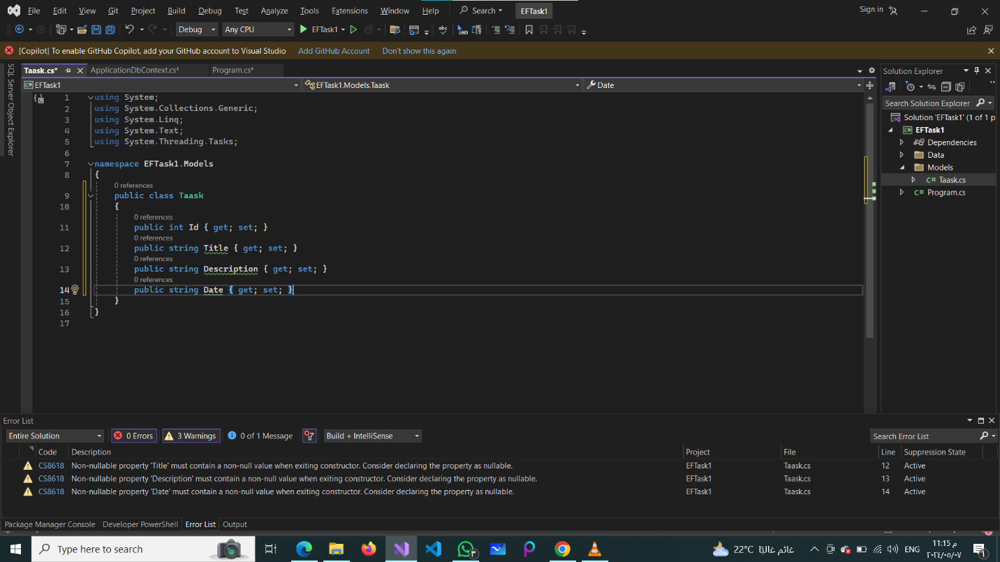 File Edit View Git Project Build Debug Test Analyze Tools Extensions Window Help Search EFTask1 Sign in
Debug Any CPU EFTask1
[Copilot] To enable GitHub Copilot, add your GitHub account to Visual Studio Add GitHub Account Don't show this again
SQL Server Object Explorer
Taask.cs* ApplicationDbContext.cs* Program.cs*
EFTask1 EFTask1.Models.Taask Date
1 using System;
2 using System.Collections.Generic;
3 using System.Linq;
4 using System.Text;
5 using System.Threading.Tasks;
6
7 namespace EFTask1.Models
8 {
0 references
9 public class Taask
10 {
0 references
11 public int Id { get; set; }
0 references
12 public string Title { get; set; }
0 references
13 public string Description { get; set; }
0 references
14 public string Date { get; set; }
15 }
16 }
17
Solution Explorer
Search Solution Explorer
Solution 'EFTask1' (1 of 1 p
C# EFTask1
Dependencies
Data
Models
C# Taask.cs
C# Program.cs
Error List
Entire Solution 0 Errors 3 Warnings 0 of 1 Message Build + IntelliSense Search Error List
Code Description Project File Line Suppression State
CS8618 Non-nullable property 'Title' must contain a non-null value when exiting constructor. Consider declaring the property as nullable. EFTask1 Taask.cs 12 Active
CS8618 Non-nullable property 'Description' must contain a non-null value when exiting constructor. Consider declaring the property as nullable. EFTask1 Taask.cs 13 Active
CS8618 Non-nullable property 'Date' must contain a non-null value when exiting constructor. Consider declaring the property as nullable. EFTask1 Taask.cs 14 Active
Package Manager Console Developer PowerShell Error List Output
Type here to search 22°C غائم غالبًا ENG 11:15 م
٢٠٢٤/٠٥/٠٧